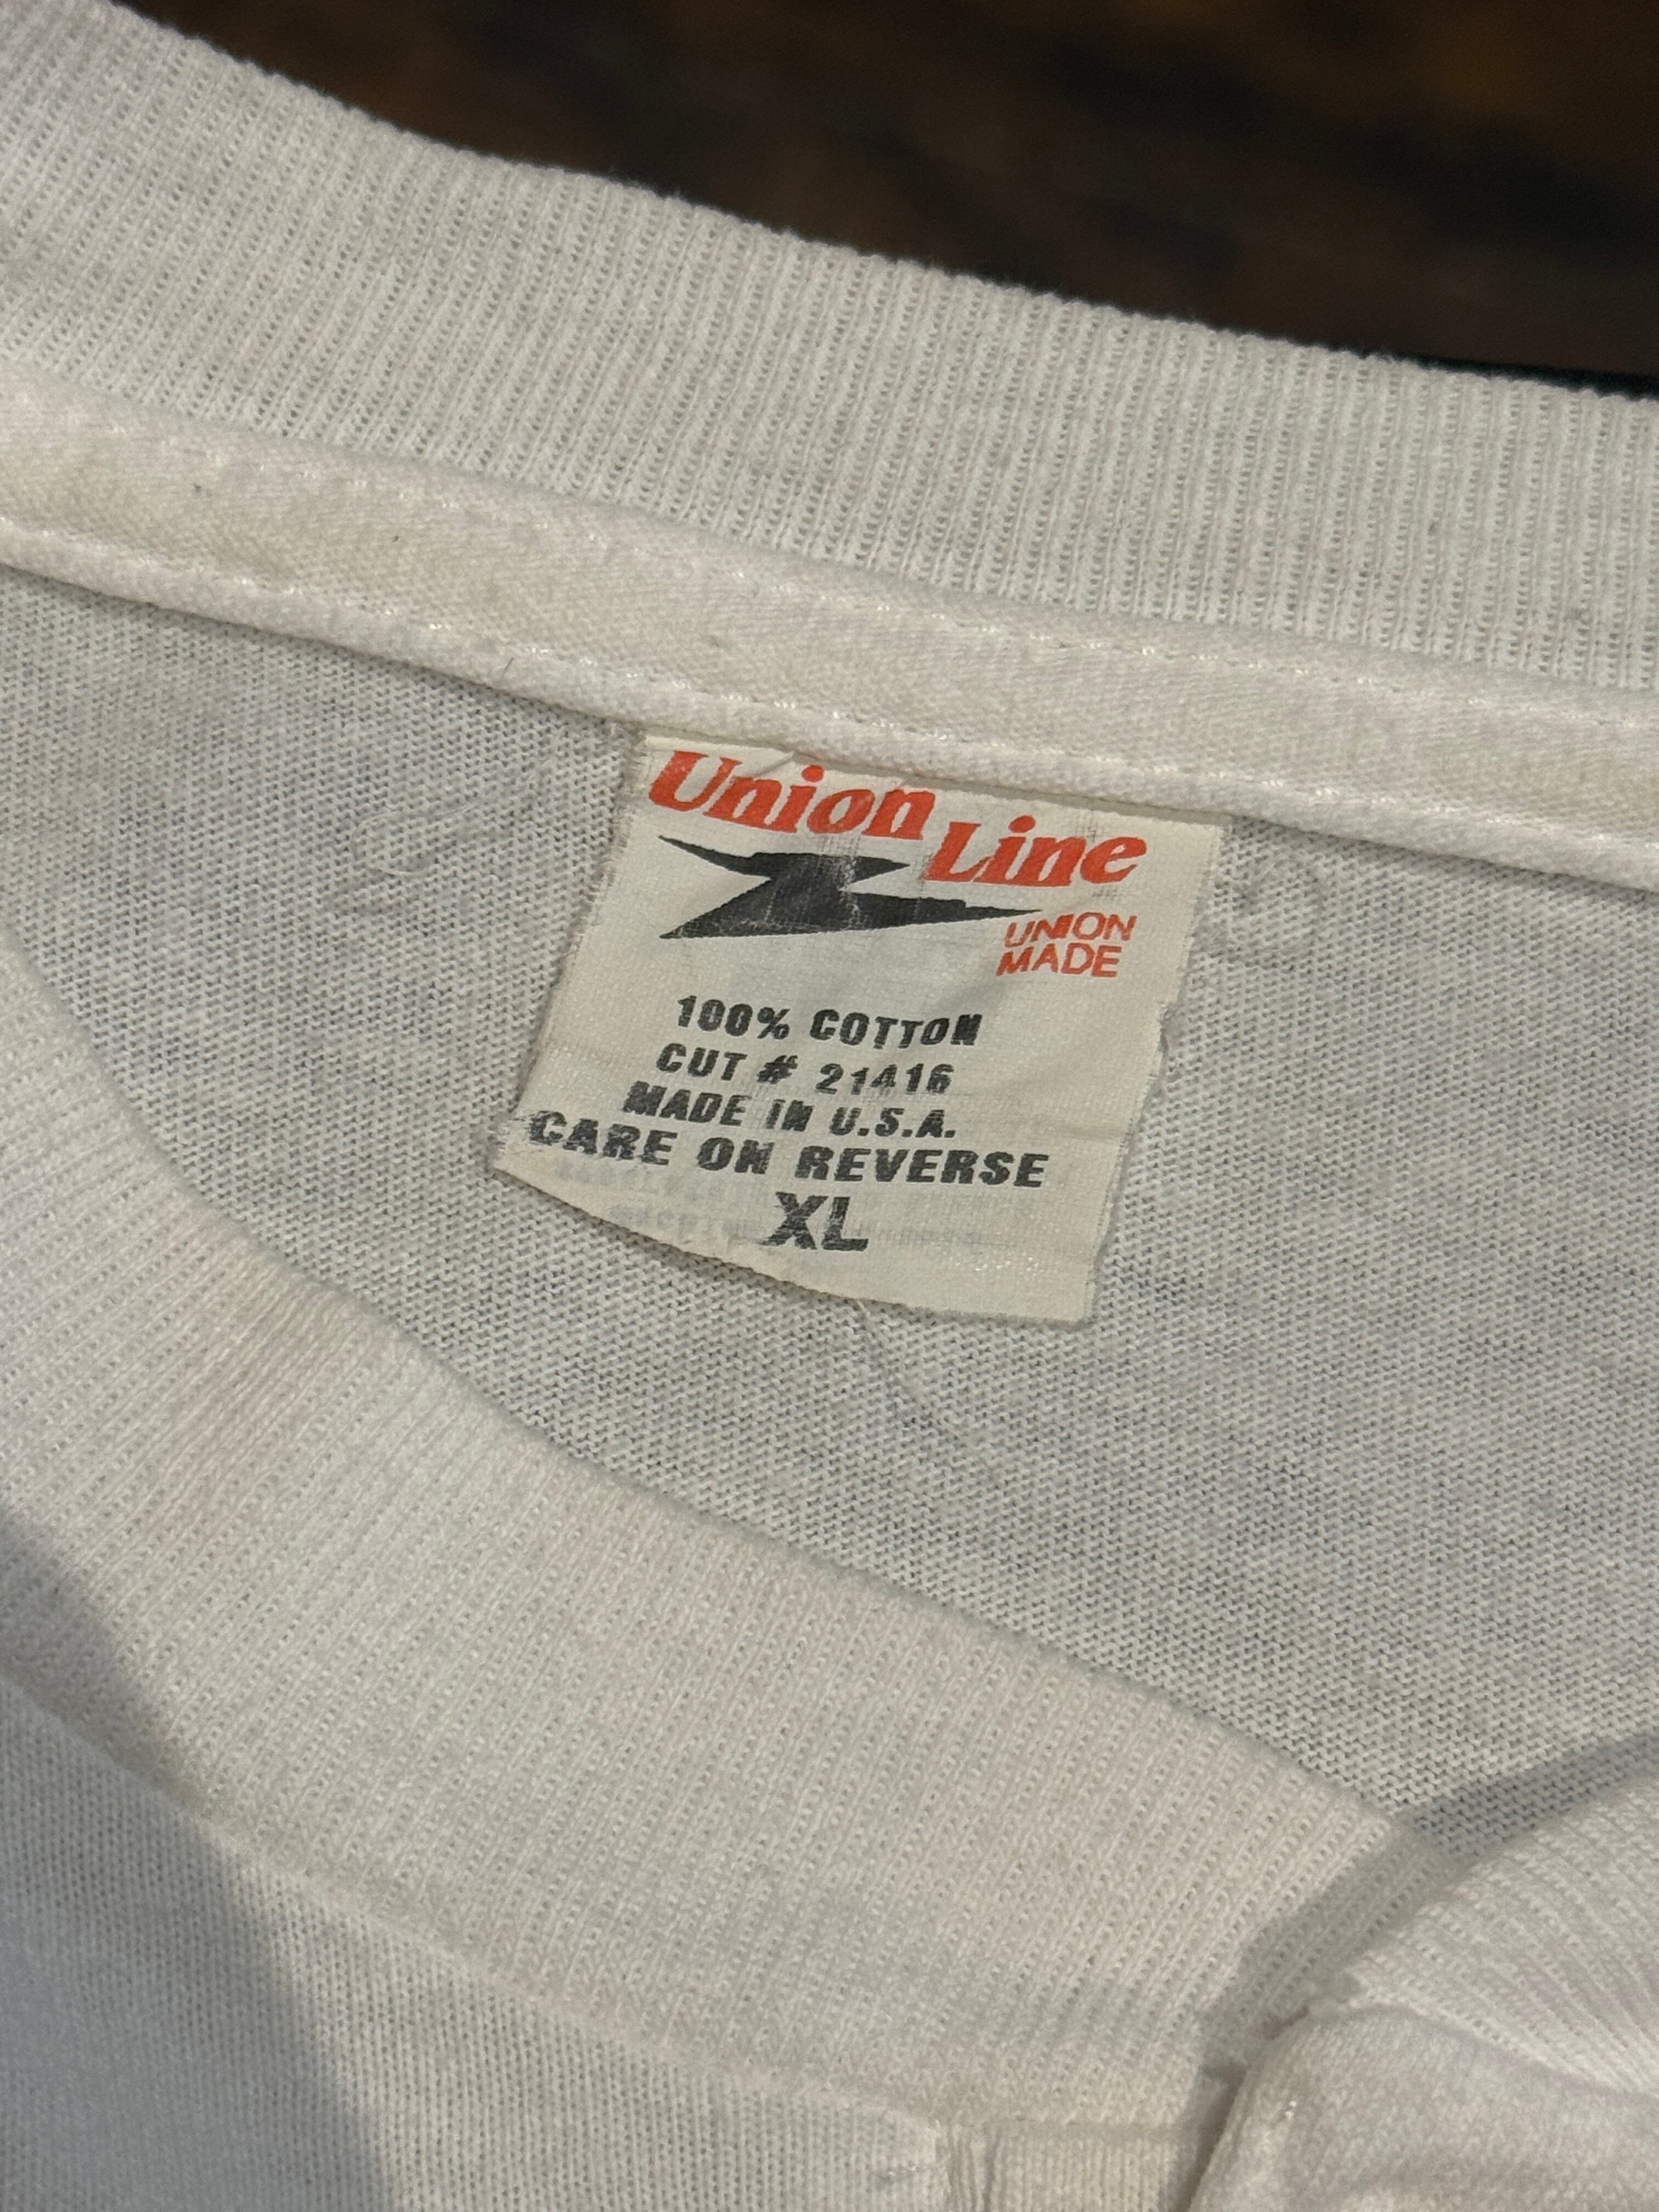 Union Line
UNION
MADE
100% COTTON
CUT # 21416
MADE IN U.S.A.
CARE ON REVERSE
XL